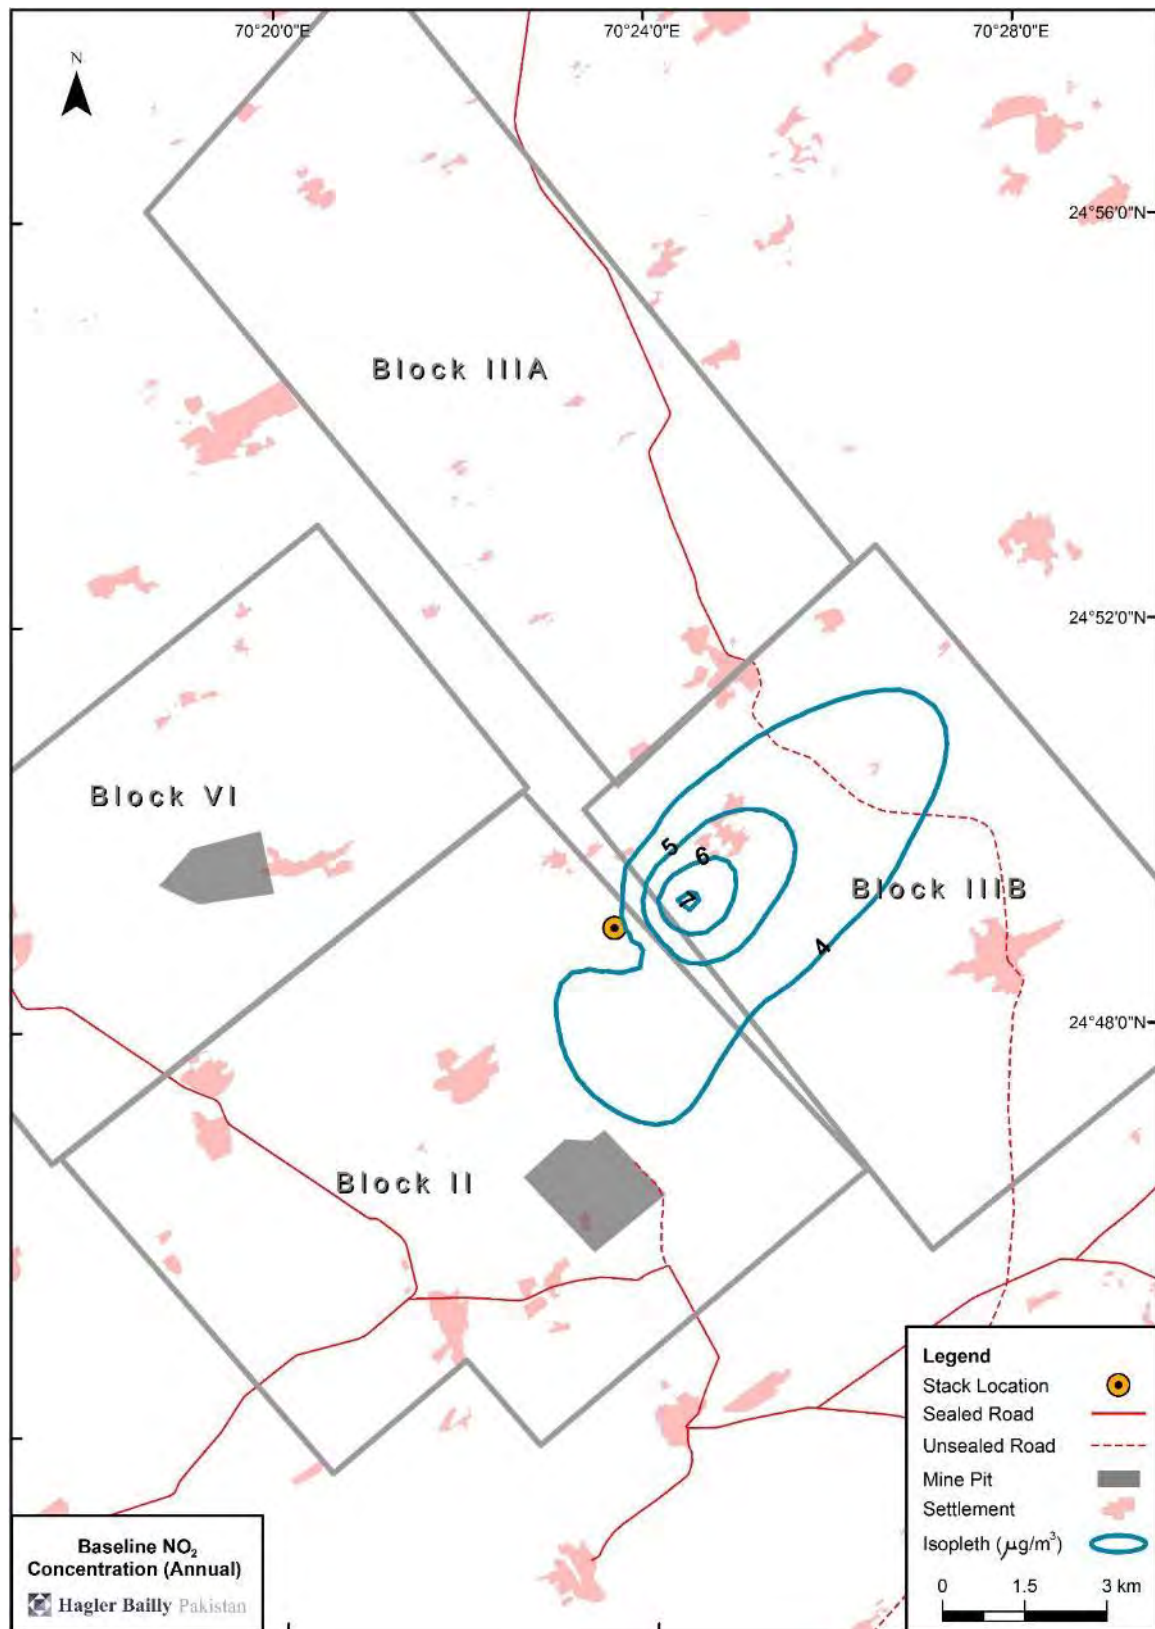 70°20'0"E
70°24'0"E
70°28'0"E
N
24°56'0"N
Block IIIA
24°52'0"N
Block VI
5
6
7
Block IIIB
4
24°48'0"N
Block II
Legend
Stack Location
Sealed Road
Unsealed Road
Mine Pit
Settlement
Isopleth (µg/m³)
0 1.5 3 km
Baseline NO₂
Concentration (Annual)
Hagler Bailly Pakistan